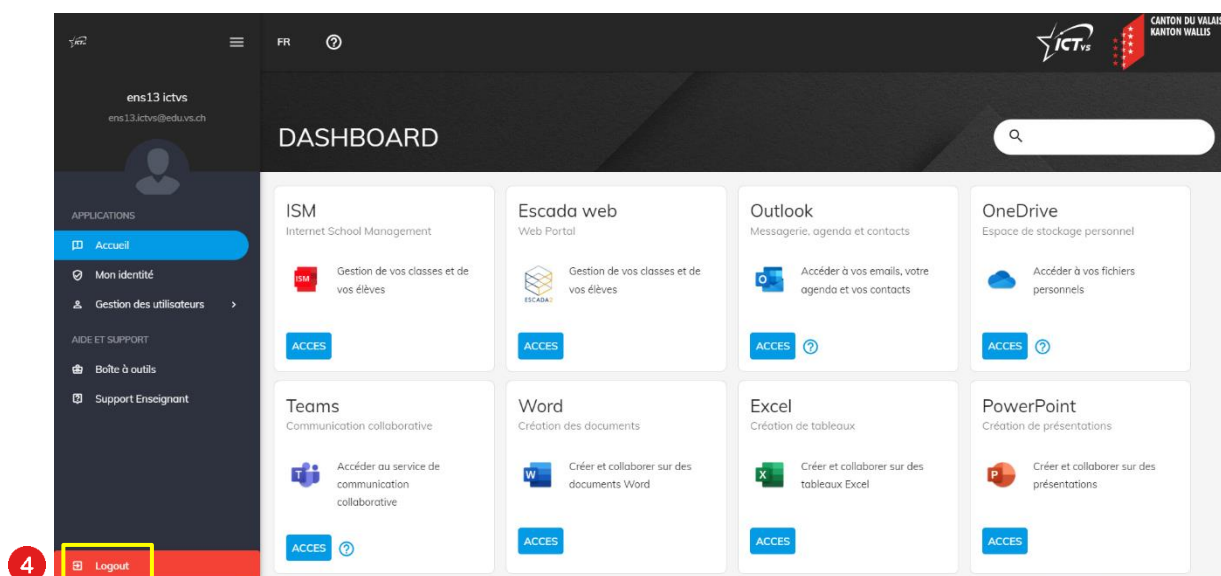 FR
ICTvs
CANTON DU VALAIS
KANTON WALLIS
ens13 ictvs
ens13.ictvs@edu.vs.ch
DASHBOARD
APPLICATIONS
Accueil
Mon identité
Gestion des utilisateurs
AIDE ET SUPPORT
Boîte à outils
Support Enseignant
4
Logout
ISM
Internet School Management
ISM
Gestion de vos classes et de
vos élèves
ACCES
Escada web
Web Portal
ESCADA2
Gestion de vos classes et de
vos élèves
ACCES
Outlook
Messagerie, agenda et contacts
Accéder à vos emails, votre
agenda et vos contacts
ACCES
OneDrive
Espace de stockage personnel
Accéder à vos fichiers
personnels
ACCES
Teams
Communication collaborative
Accéder au service de
communication
collaborative
ACCES
Word
Création des documents
W
Créer et collaborer sur des
documents Word
ACCES
Excel
Création de tableaux
X
Créer et collaborer sur des
tableaux Excel
ACCES
PowerPoint
Création de présentations
P
Créer et collaborer sur des
présentations
ACCES